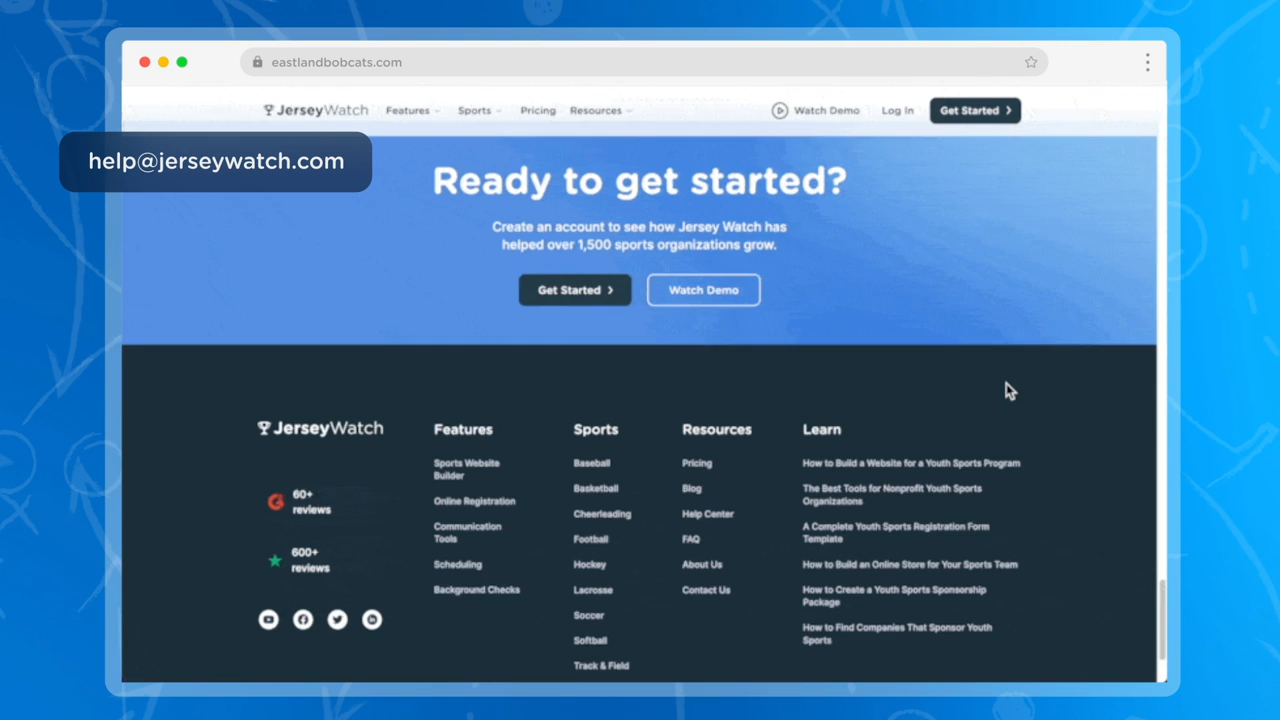 eastlandbobcats.com
JerseyWatch Features Sports Pricing Resources Watch Demo Log In Get Started
help@jerseywatch.com
Ready to get started?
Create an account to see how Jersey Watch has
helped over 1,500 sports organizations grow.
Get Started Watch Demo
JerseyWatch
60+
reviews
600+
reviews
Features
Sports Website
Builder
Online Registration
Communication
Tools
Scheduling
Background Checks
Sports
Baseball
Basketball
Cheerleading
Football
Hockey
Lacrosse
Soccer
Softball
Track & Field
Resources
Pricing
Blog
Help Center
FAQ
About Us
Contact Us
Learn
How to Build a Website for a Youth Sports Program
The Best Tools for Nonprofit Youth Sports
Organizations
A Complete Youth Sports Registration Form
Template
How to Build an Online Store for Your Sports Team
How to Create a Youth Sports Sponsorship
Package
How to Find Companies That Sponsor Youth
Sports